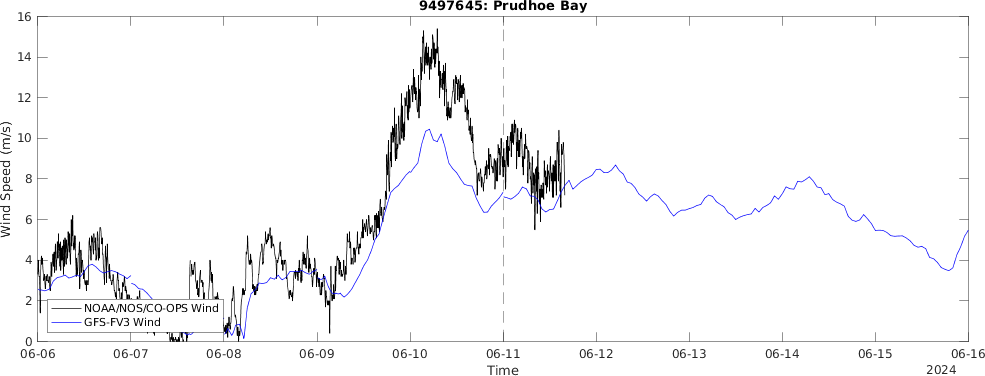 9497645: Prudhoe Bay
Wind Speed (m/s)
16
14
12
10
8
6
4
2
0
NOAA/NOS/CO-OPS Wind
GFS-FV3 Wind
06-06 06-07 06-08 06-09 06-10 06-11 06-12 06-13 06-14 06-15 06-16
Time
2024